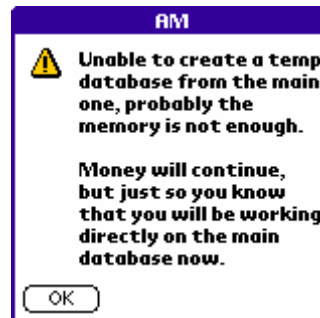 AM
Unable to create a temp
database from the main
one, probably the
memory is not enough.
Money will continue,
but just so you know
that you will be working
directly on the main
database now.
OK